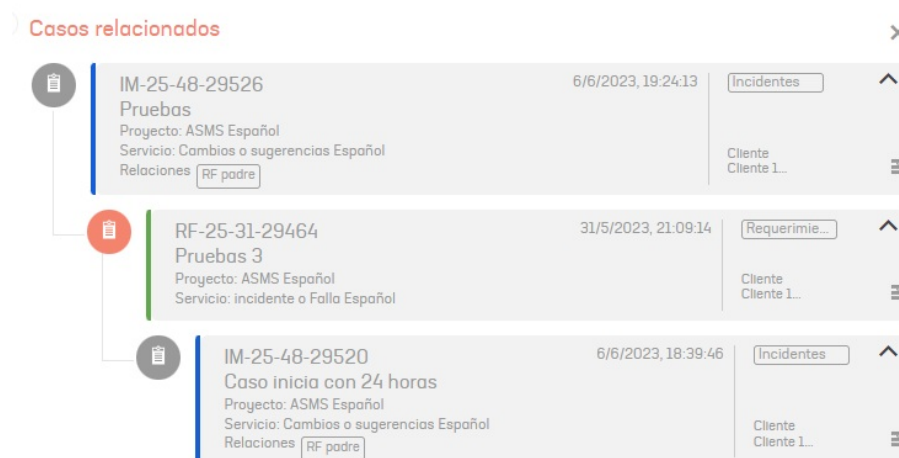 Casos relacionados
IM-25-48-29526 6/6/2023, 19:24:13 Incidentes
Pruebas
Proyecto: ASMS Español
Servicio: Cambios o sugerencias Español Cliente
Relaciones RF padre Cliente 1...
RF-25-31-29464 31/5/2023, 21:09:14 Requerimie...
Pruebas 3
Proyecto: ASMS Español Cliente
Servicio: incidente o Falla Español Cliente 1...
IM-25-48-29520 6/6/2023, 18:39:46 Incidentes
Caso inicia con 24 horas
Proyecto: ASMS Español
Servicio: Cambios o sugerencias Español Cliente
Relaciones RF padre Cliente 1...